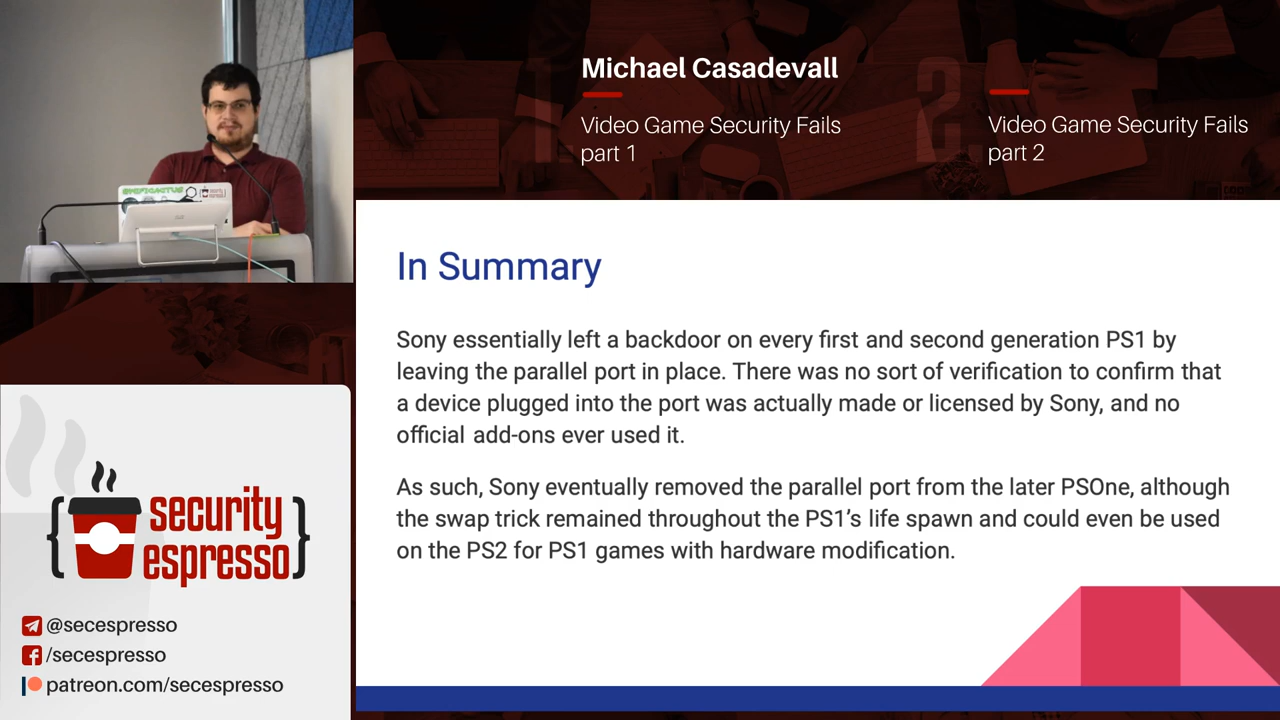 Michael Casadevall
1.
Video Game Security Fails
part 1
2.
Video Game Security Fails
part 2
In Summary
Sony essentially left a backdoor on every first and second generation PS1 by
leaving the parallel port in place. There was no sort of verification to confirm that
a device plugged into the port was actually made or licensed by Sony, and no
official add-ons ever used it.
As such, Sony eventually removed the parallel port from the later PSOne, although
the swap trick remained throughout the PS1's life spawn and could even be used
on the PS2 for PS1 games with hardware modification.
{security
espresso}
@secespresso
/secespresso
patreon.com/secespresso